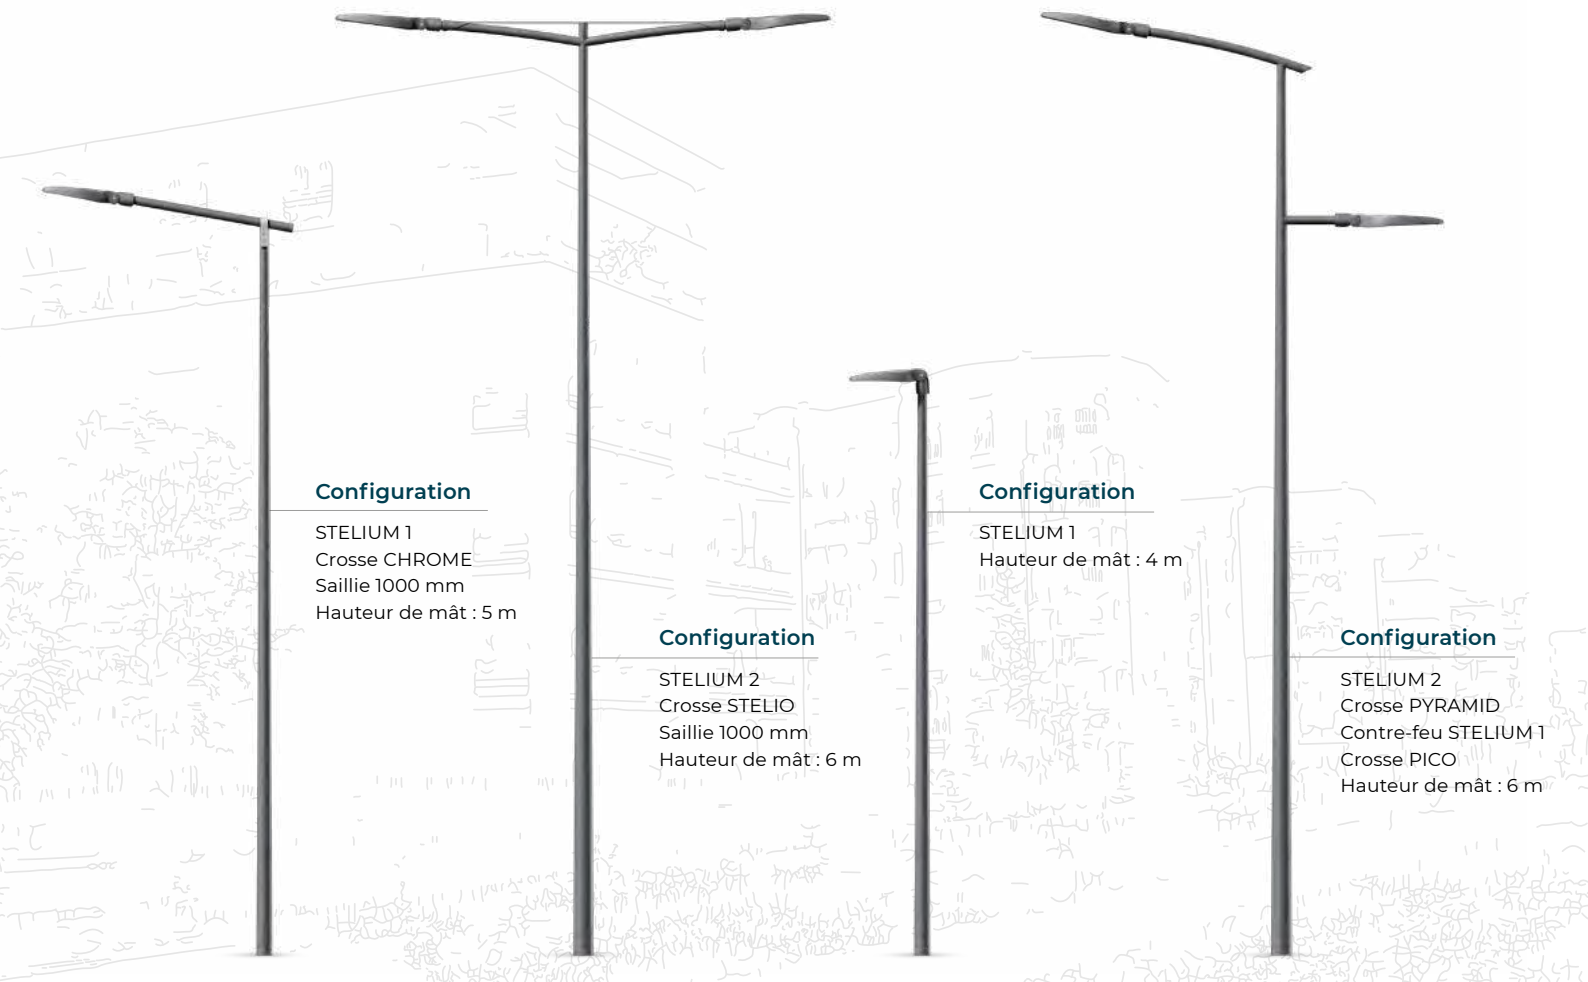 Configuration
STELIUM 1
Crosse CHROME
Saillie 1000 mm
Hauteur de mât : 5 m
Configuration
STELIUM 2
Crosse STELIO
Saillie 1000 mm
Hauteur de mât : 6 m
Configuration
STELIUM 1
Hauteur de mât : 4 m
Configuration
STELIUM 2
Crosse PYRAMID
Contre-feu STELIUM 1
Crosse PICO
Hauteur de mât : 6 m